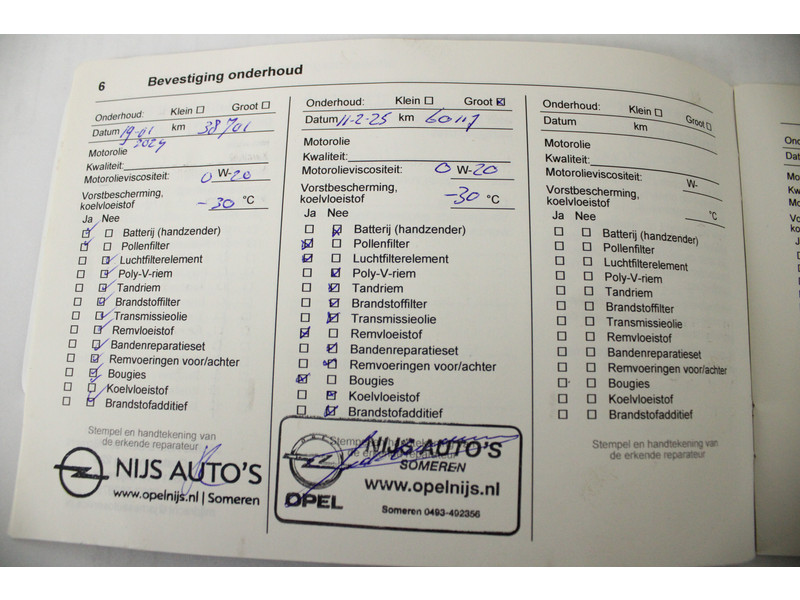 6 Bevestiging onderhoud
Onderhoud: Klein ☐ Groot ☐
Datum 19-01 2024 km 38701
Motorolie
Kwaliteit:
Motorolieviscositeit: 0 W-20
Vorstbescherming,
koelvloeistof -30 °C
Ja Nee
Batterij (handzender)
Pollenfilter
Luchtfilterelement
Poly-V-riem
Tandriem
Brandstoffilter
Transmissieolie
Remvloeistof
Bandenreparatieset
Remvoeringen voor/achter
Bougies
Koelvloeistof
Brandstofadditief
Stempel en handtekening van
de erkende reparateur
NIJS AUTO'S
www.opelnijs.nl | Someren
Onderhoud: Klein ☐ Groot ☒
Datum 11-2-25 km 60117
Motorolie
Kwaliteit:
Motorolieviscositeit: 0 W-20
Vorstbescherming,
koelvloeistof -30 °C
Ja Nee
Batterij (handzender)
Pollenfilter
Luchtfilterelement
Poly-V-riem
Tandriem
Brandstoffilter
Transmissieolie
Remvloeistof
Bandenreparatieset
Remvoeringen voor/achter
Bougies
Koelvloeistof
Brandstofadditief
Stempel en handtekening van
de erkende reparateur
NIJS AUTO'S
SOMEREN
www.opelnijs.nl
OPEL
Someren 0493-492356
Onderhoud: Klein ☐ Groot ☐
Datum km
Motorolie
Kwaliteit:
Motorolieviscositeit: W-
Vorstbescherming,
koelvloeistof °C
Ja Nee
Batterij (handzender)
Pollenfilter
Luchtfilterelement
Poly-V-riem
Tandriem
Brandstoffilter
Transmissieolie
Remvloeistof
Bandenreparatieset
Remvoeringen voor/achter
Bougies
Koelvloeistof
Brandstofadditief
Stempel en handtekening van
de erkende reparateur